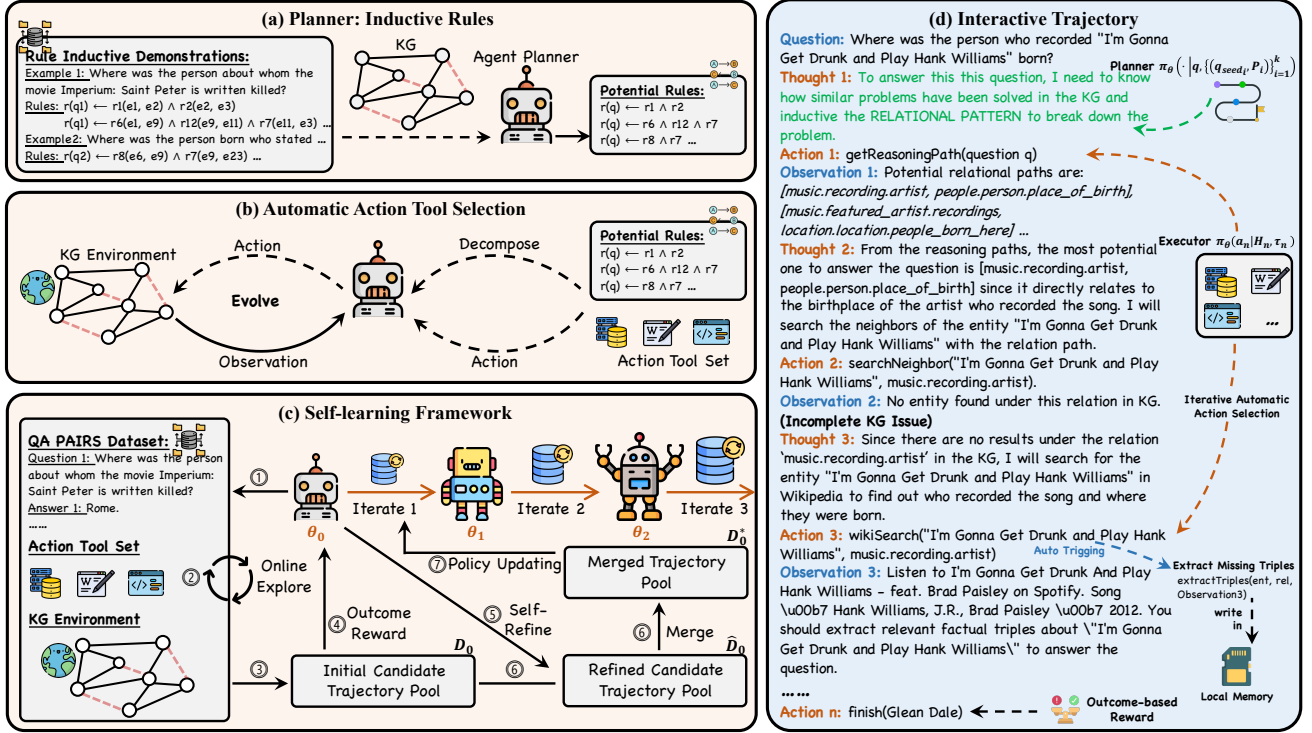 (a) Planner: Inductive Rules
Rule Inductive Demonstrations:
Example 1: Where was the person about whom the
movie Imperium: Saint Peter is written killed?
Rules: r(q1) ⟵ r1(e1, e2) ∧ r2(e2, e3)
r(q1) ⟵ r6(e1, e9) ∧ r12(e9, e11) ∧ r7(e11, e3) ...
Example2: Where was the person born who stated ...
Rules: r(q2) ⟵ r8(e6, e9) ∧ r7(e9, e23) ...
KG
Agent Planner
Potential Rules:
r(q) ⟵ r1 ∧ r2
r(q) ⟵ r6 ∧ r12 ∧ r7
r(q) ⟵ r8 ∧ r7 ...
(b) Automatic Action Tool Selection
KG Environment
Action
Evolve
Observation
Decompose
Action
Potential Rules:
r(q) ⟵ r1 ∧ r2
r(q) ⟵ r6 ∧ r12 ∧ r7
r(q) ⟵ r8 ∧ r7 ...
Action Tool Set
(c) Self-learning Framework
QA PAIRS Dataset:
Question 1: Where was the person
about whom the movie Imperium:
Saint Peter is written killed?
Answer 1: Rome.
......
Action Tool Set
KG Environment
①
②
Online
Explore
③
④
Outcome
Reward
θ₀
Iterate 1
θ₁
Iterate 2
θ₂
Iterate 3
⑤
Self-
Refine
⑦ Policy Updating
D₀*
Merged Trajectory
Pool
⑥
Merge
D₀
Initial Candidate
Trajectory Pool
⑥
D̂₀
Refined Candidate
Trajectory Pool
(d) Interactive Trajectory
Question: Where was the person who recorded "I'm Gonna
Get Drunk and Play Hank Williams" born?
Planner π_θ(· |q, {(q_seed_i, P_i)}_{i=1}^k)
Thought 1: To answer this this question, I need to know
how similar problems have been solved in the KG and
inductive the RELATIONAL PATTERN to break down the
problem.
Action 1: getReasoningPath(question q)
Observation 1: Potential relational paths are:
[music.recording.artist, people.person.place_of_birth],
[music.featured_artist.recordings,
location.location.people_born_here] ...
Executor π_θ(a_n|H_n, τ_n)
...
Thought 2: From the reasoning paths, the most potential
one to answer the question is [music.recording.artist,
people.person.place_of_birth] since it directly relates to
the birthplace of the artist who recorded the song. I will
search the neighbors of the entity "I'm Gonna Get Drunk
and Play Hank Williams" with the relation path.
Action 2: searchNeighbor("I'm Gonna Get Drunk and Play
Hank Williams", music.recording.artist).
Observation 2: No entity found under this relation in KG.
(Incomplete KG Issue)
Iterative Automatic
Action Selection
Thought 3: Since there are no results under the relation
'music.recording.artist' in the KG, I will search for the
entity "I'm Gonna Get Drunk and Play Hank Williams" in
Wikipedia to find out who recorded the song and where
they were born.
Action 3: wikiSearch("I'm Gonna Get Drunk and Play Hank
Williams", music.recording.artist)
Auto Trigging
Observation 3: Listen to I'm Gonna Get Drunk And Play
Hank Williams – feat. Brad Paisley on Spotify. Song
\u00b7 Hank Williams, J.R., Brad Paisley \u00b7 2012. You
should extract relevant factual triples about \"I'm Gonna
Get Drunk and Play Hank Williams\" to answer the
question.
Extract Missing Triples
extractTriples(ent, rel,
Observation3)
write
in
Local Memory
......
Action n: finish(Glean Dale)
Outcome-based
Reward